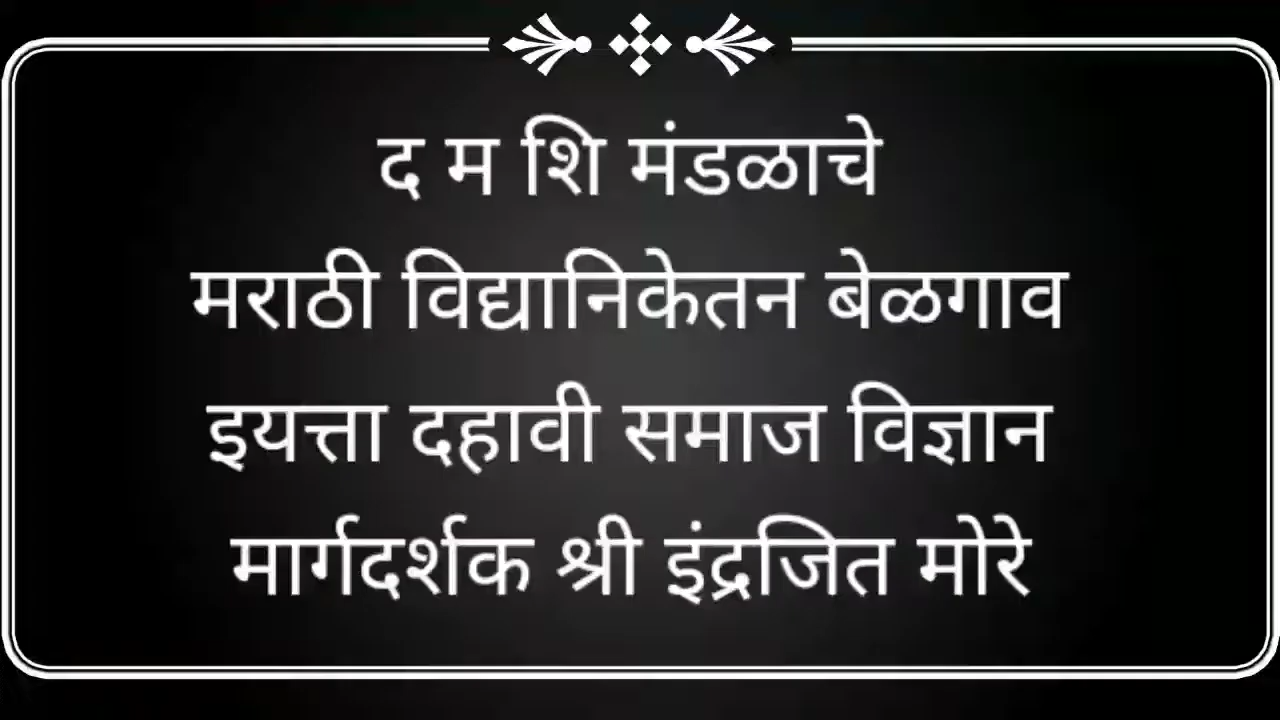 द म शि मंडळाचे
मराठी विद्यानिकेतन बेळगाव
इयत्ता दहावी समाज विज्ञान
मार्गदर्शक श्री इंद्रजित मोरे